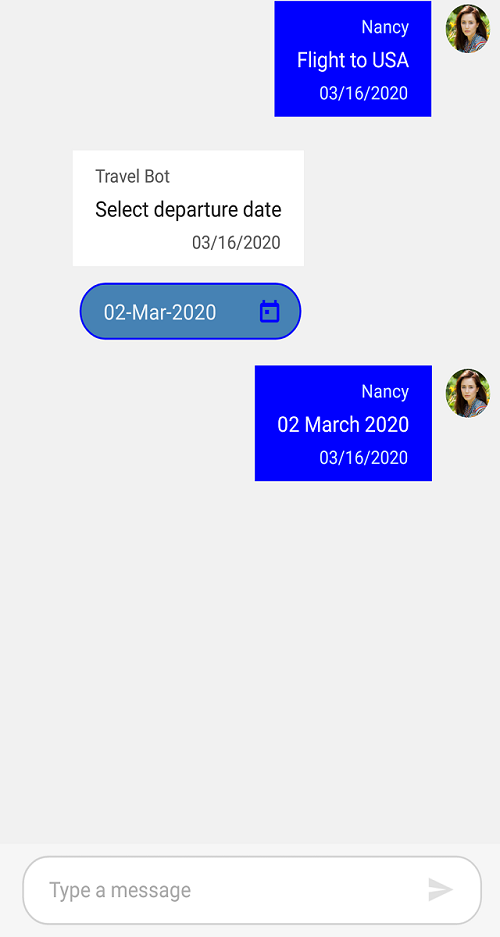 Nancy
Flight to USA
03/16/2020
Travel Bot
Select departure date
03/16/2020
02-Mar-2020
Nancy
02 March 2020
03/16/2020
Type a message